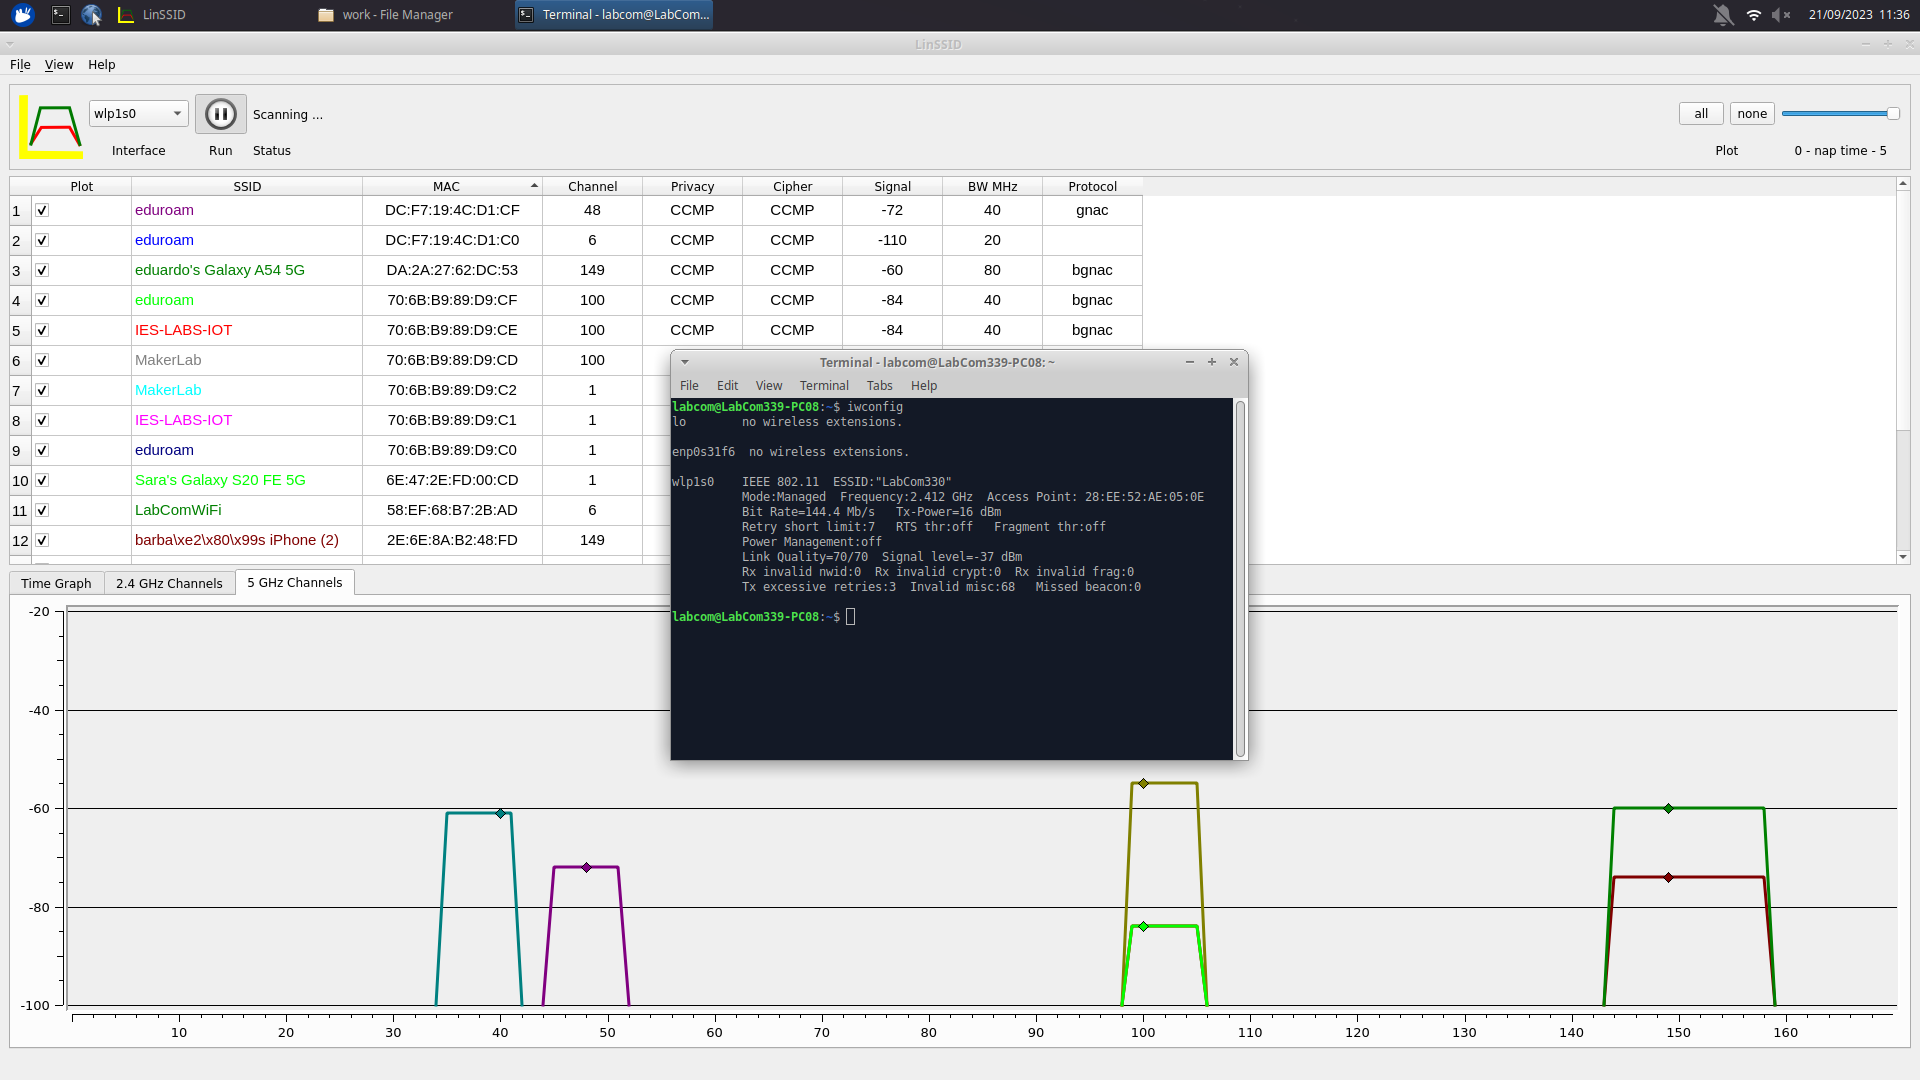 LinSSID
work - File Manager
Terminal - labcom@LabCom...
21/09/2023 11:36
LinSSID
File View Help
wlp1s0
Scanning ...
all none
Interface Run Status
Plot 0 - nap time - 5
Plot SSID MAC Channel Privacy Cipher Signal BW MHz Protocol
1 eduroam DC:F7:19:4C:D1:CF 48 CCMP CCMP -72 40 gnac
2 eduroam DC:F7:19:4C:D1:C0 6 CCMP CCMP -110 20
3 eduardo's Galaxy A54 5G DA:2A:27:62:DC:53 149 CCMP CCMP -60 80 bgnac
4 eduroam 70:6B:B9:89:D9:CF 100 CCMP CCMP -84 40 bgnac
5 IES-LABS-IOT 70:6B:B9:89:D9:CE 100 CCMP CCMP -84 40 bgnac
6 MakerLab 70:6B:B9:89:D9:CD 100
7 MakerLab 70:6B:B9:89:D9:C2 1
8 IES-LABS-IOT 70:6B:B9:89:D9:C1 1
9 eduroam 70:6B:B9:89:D9:C0 1
10 Sara's Galaxy S20 FE 5G 6E:47:2E:FD:00:CD 1
11 LabComWiFi 58:EF:68:B7:2B:AD 6
12 barba\xe2\x80\x99s iPhone (2) 2E:6E:8A:B2:48:FD 149
Terminal - labcom@LabCom339-PC08: ~
File Edit View Terminal Tabs Help
labcom@LabCom339-PC08:~$ iwconfig
lo        no wireless extensions.
enp0s31f6  no wireless extensions.
wlp1s0    IEEE 802.11  ESSID:"LabCom330"
Mode:Managed  Frequency:2.412 GHz  Access Point: 28:EE:52:AE:05:0E
Bit Rate=144.4 Mb/s   Tx-Power=16 dBm
Retry short limit:7   RTS thr:off   Fragment thr:off
Power Management:off
Link Quality=70/70  Signal level=-37 dBm
Rx invalid nwid:0  Rx invalid crypt:0  Rx invalid frag:0
Tx excessive retries:3  Invalid misc:68   Missed beacon:0
labcom@LabCom339-PC08:~$
Time Graph 2.4 GHz Channels 5 GHz Channels
-20
-40
-60
-80
-100
10 20 30 40 50 60 70 80 90 100 110 120 130 140 150 160